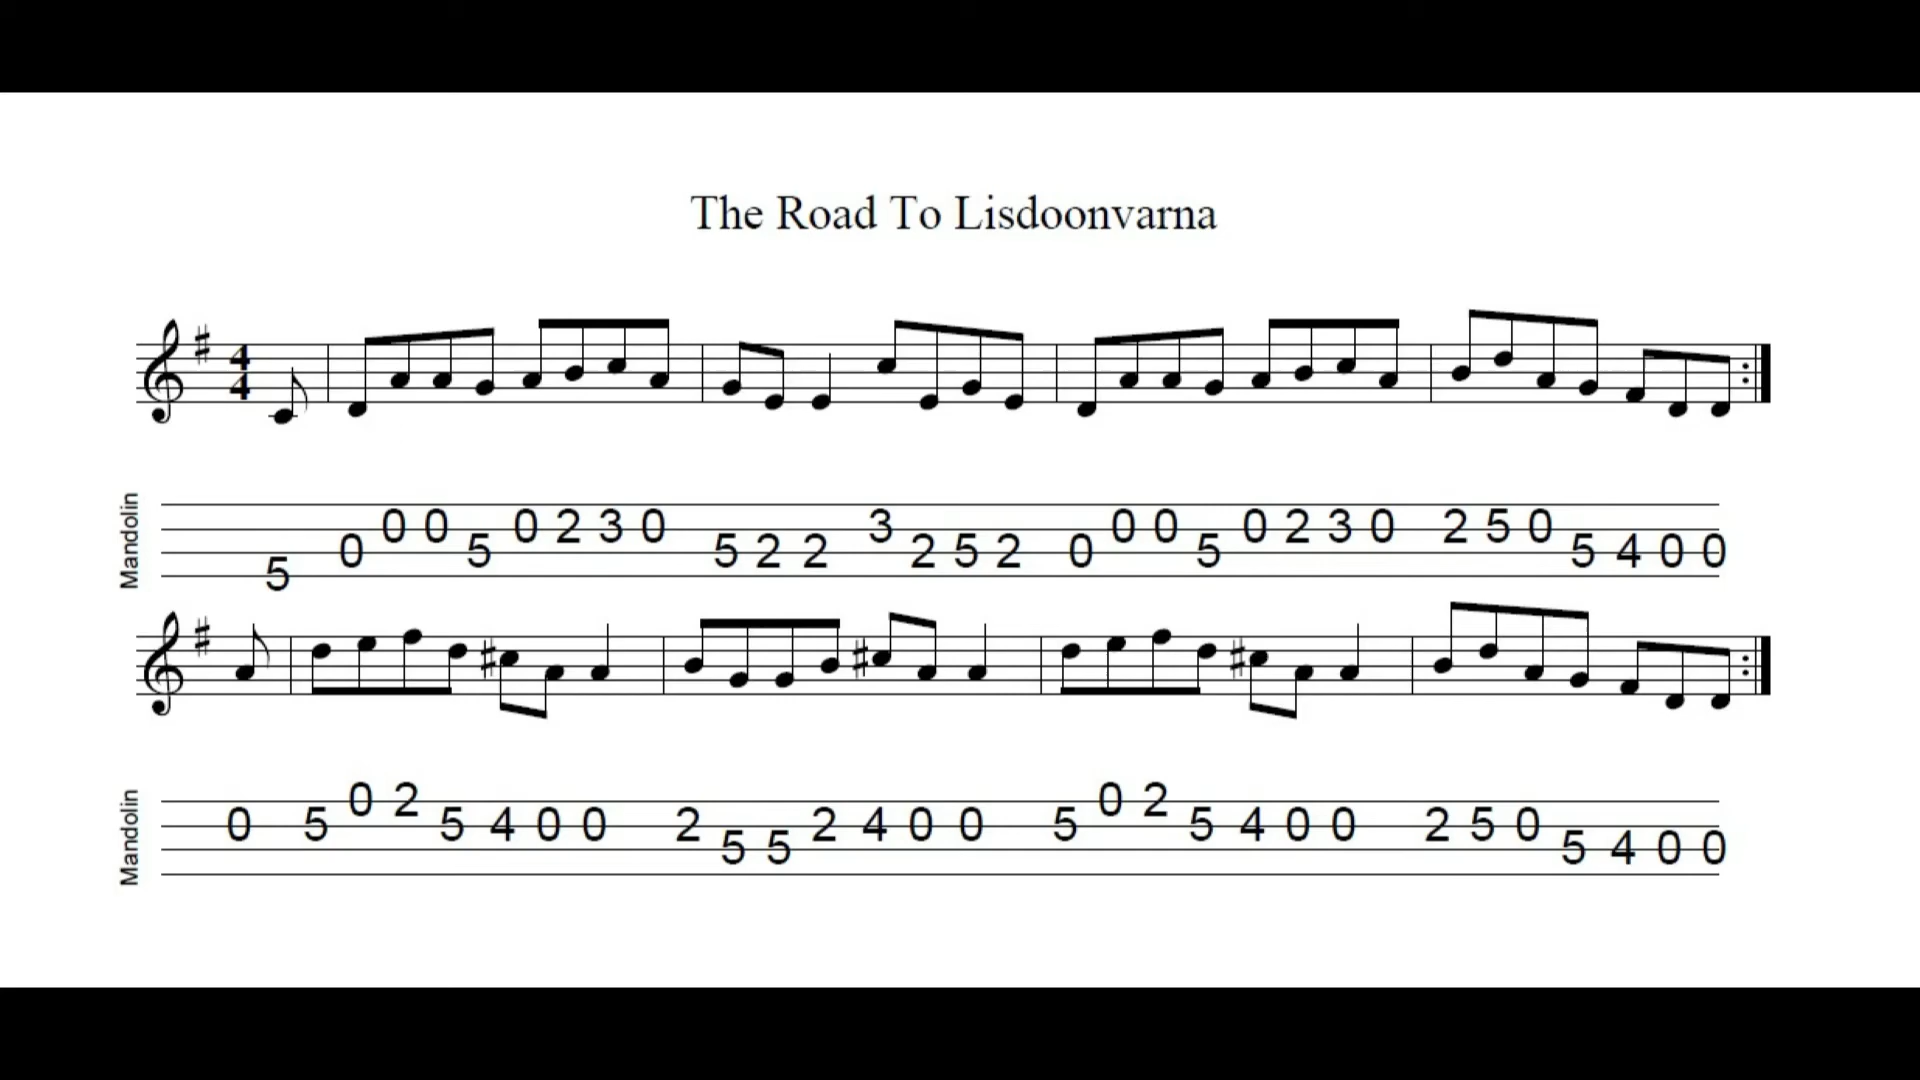 The Road To Lisdoonvarna
4
4
Mandolin
5 0 0 0 5 0 2 3 0 5 2 2 3 2 5 2 0 0 0 5 0 2 3 0 2 5 0 5 4 0 0
Mandolin
0 5 0 2 5 4 0 0 2 5 5 2 4 0 0 5 0 2 5 4 0 0 2 5 0 5 4 0 0